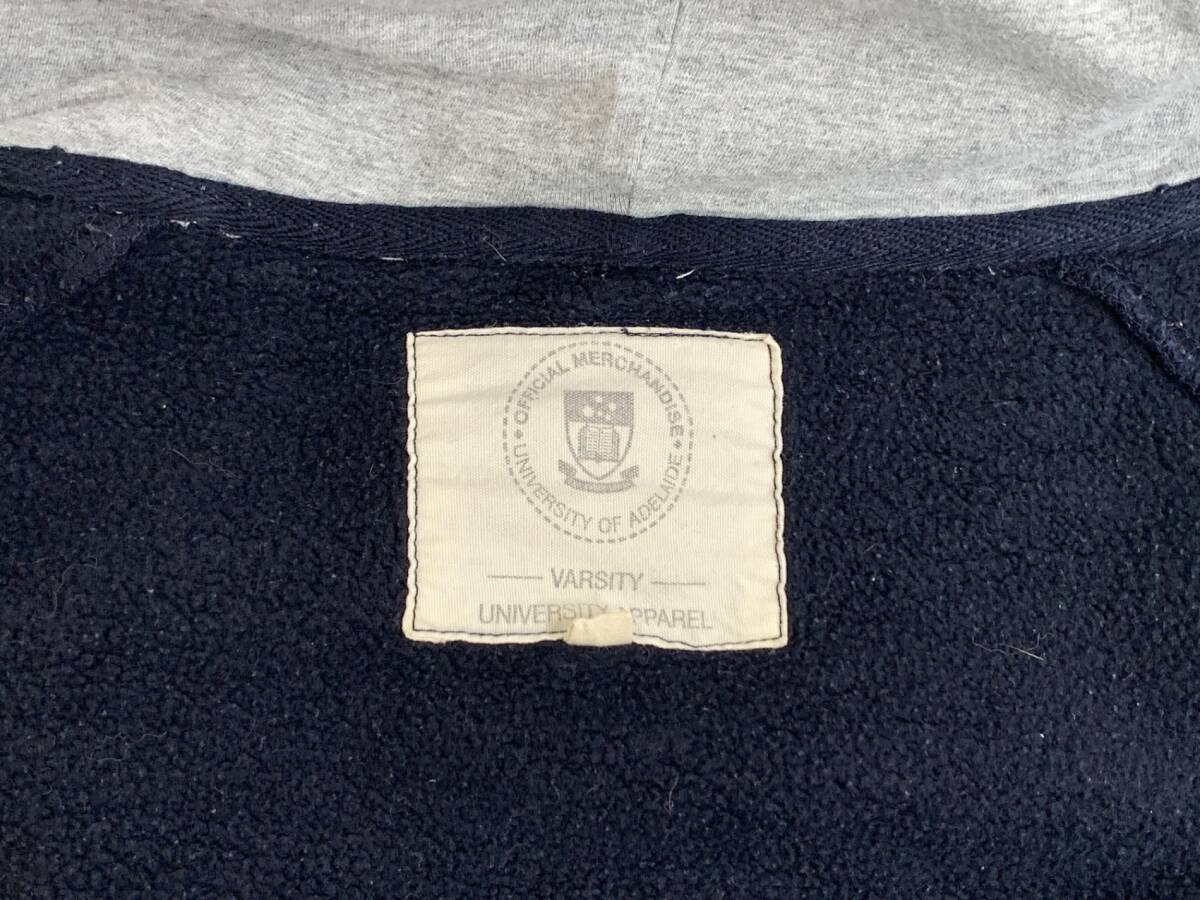 OFFICIAL MERCHANDISE
UNIVERSITY OF ADELAIDE
VARSITY
UNIVERSITY APPAREL